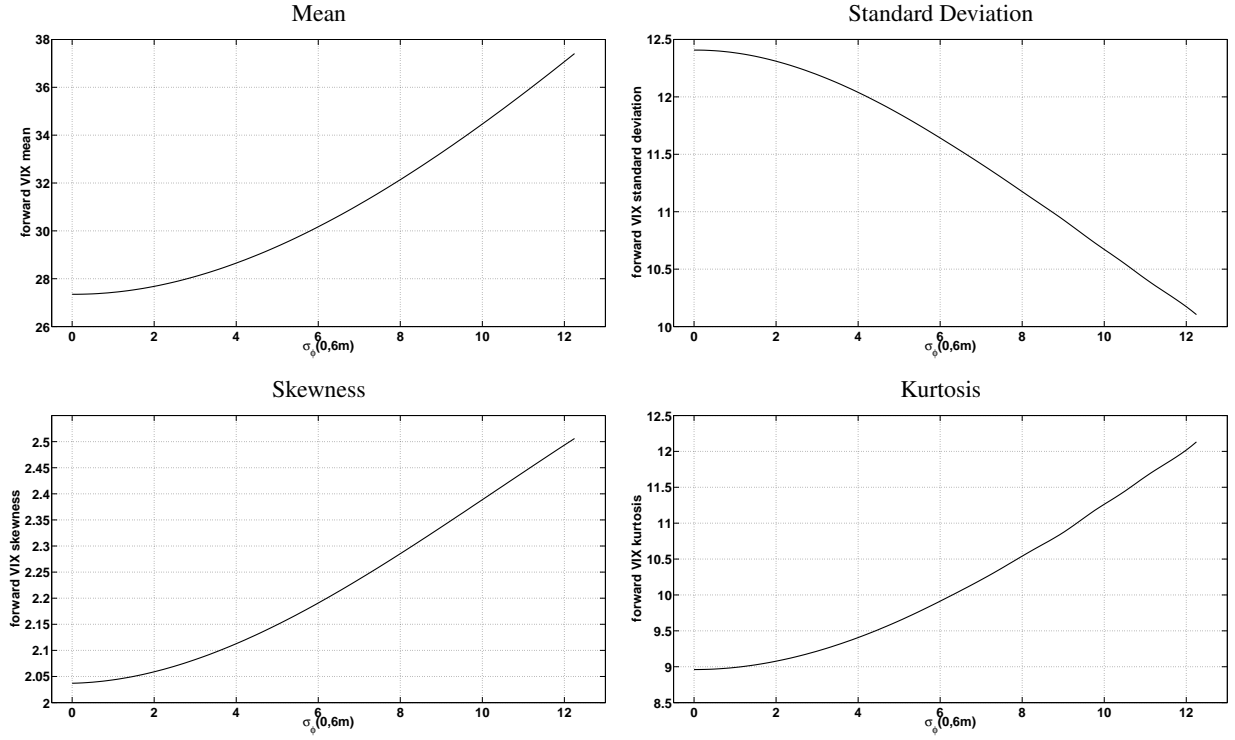 Mean
38
36
34
32
30
28
26
forward VIX mean
0 2 4 6 8 10 12
σϕ(0,6m)
Standard Deviation
12.5
12
11.5
11
10.5
10
forward VIX standard deviation
0 2 4 6 8 10 12
σϕ(0,6m)
Skewness
2.5
2.45
2.4
2.35
2.3
2.25
2.2
2.15
2.1
2.05
2
forward VIX skewness
0 2 4 6 8 10 12
σϕ(0,6m)
Kurtosis
12.5
12
11.5
11
10.5
10
9.5
9
8.5
forward VIX kurtosis
0 2 4 6 8 10 12
σϕ(0,6m)